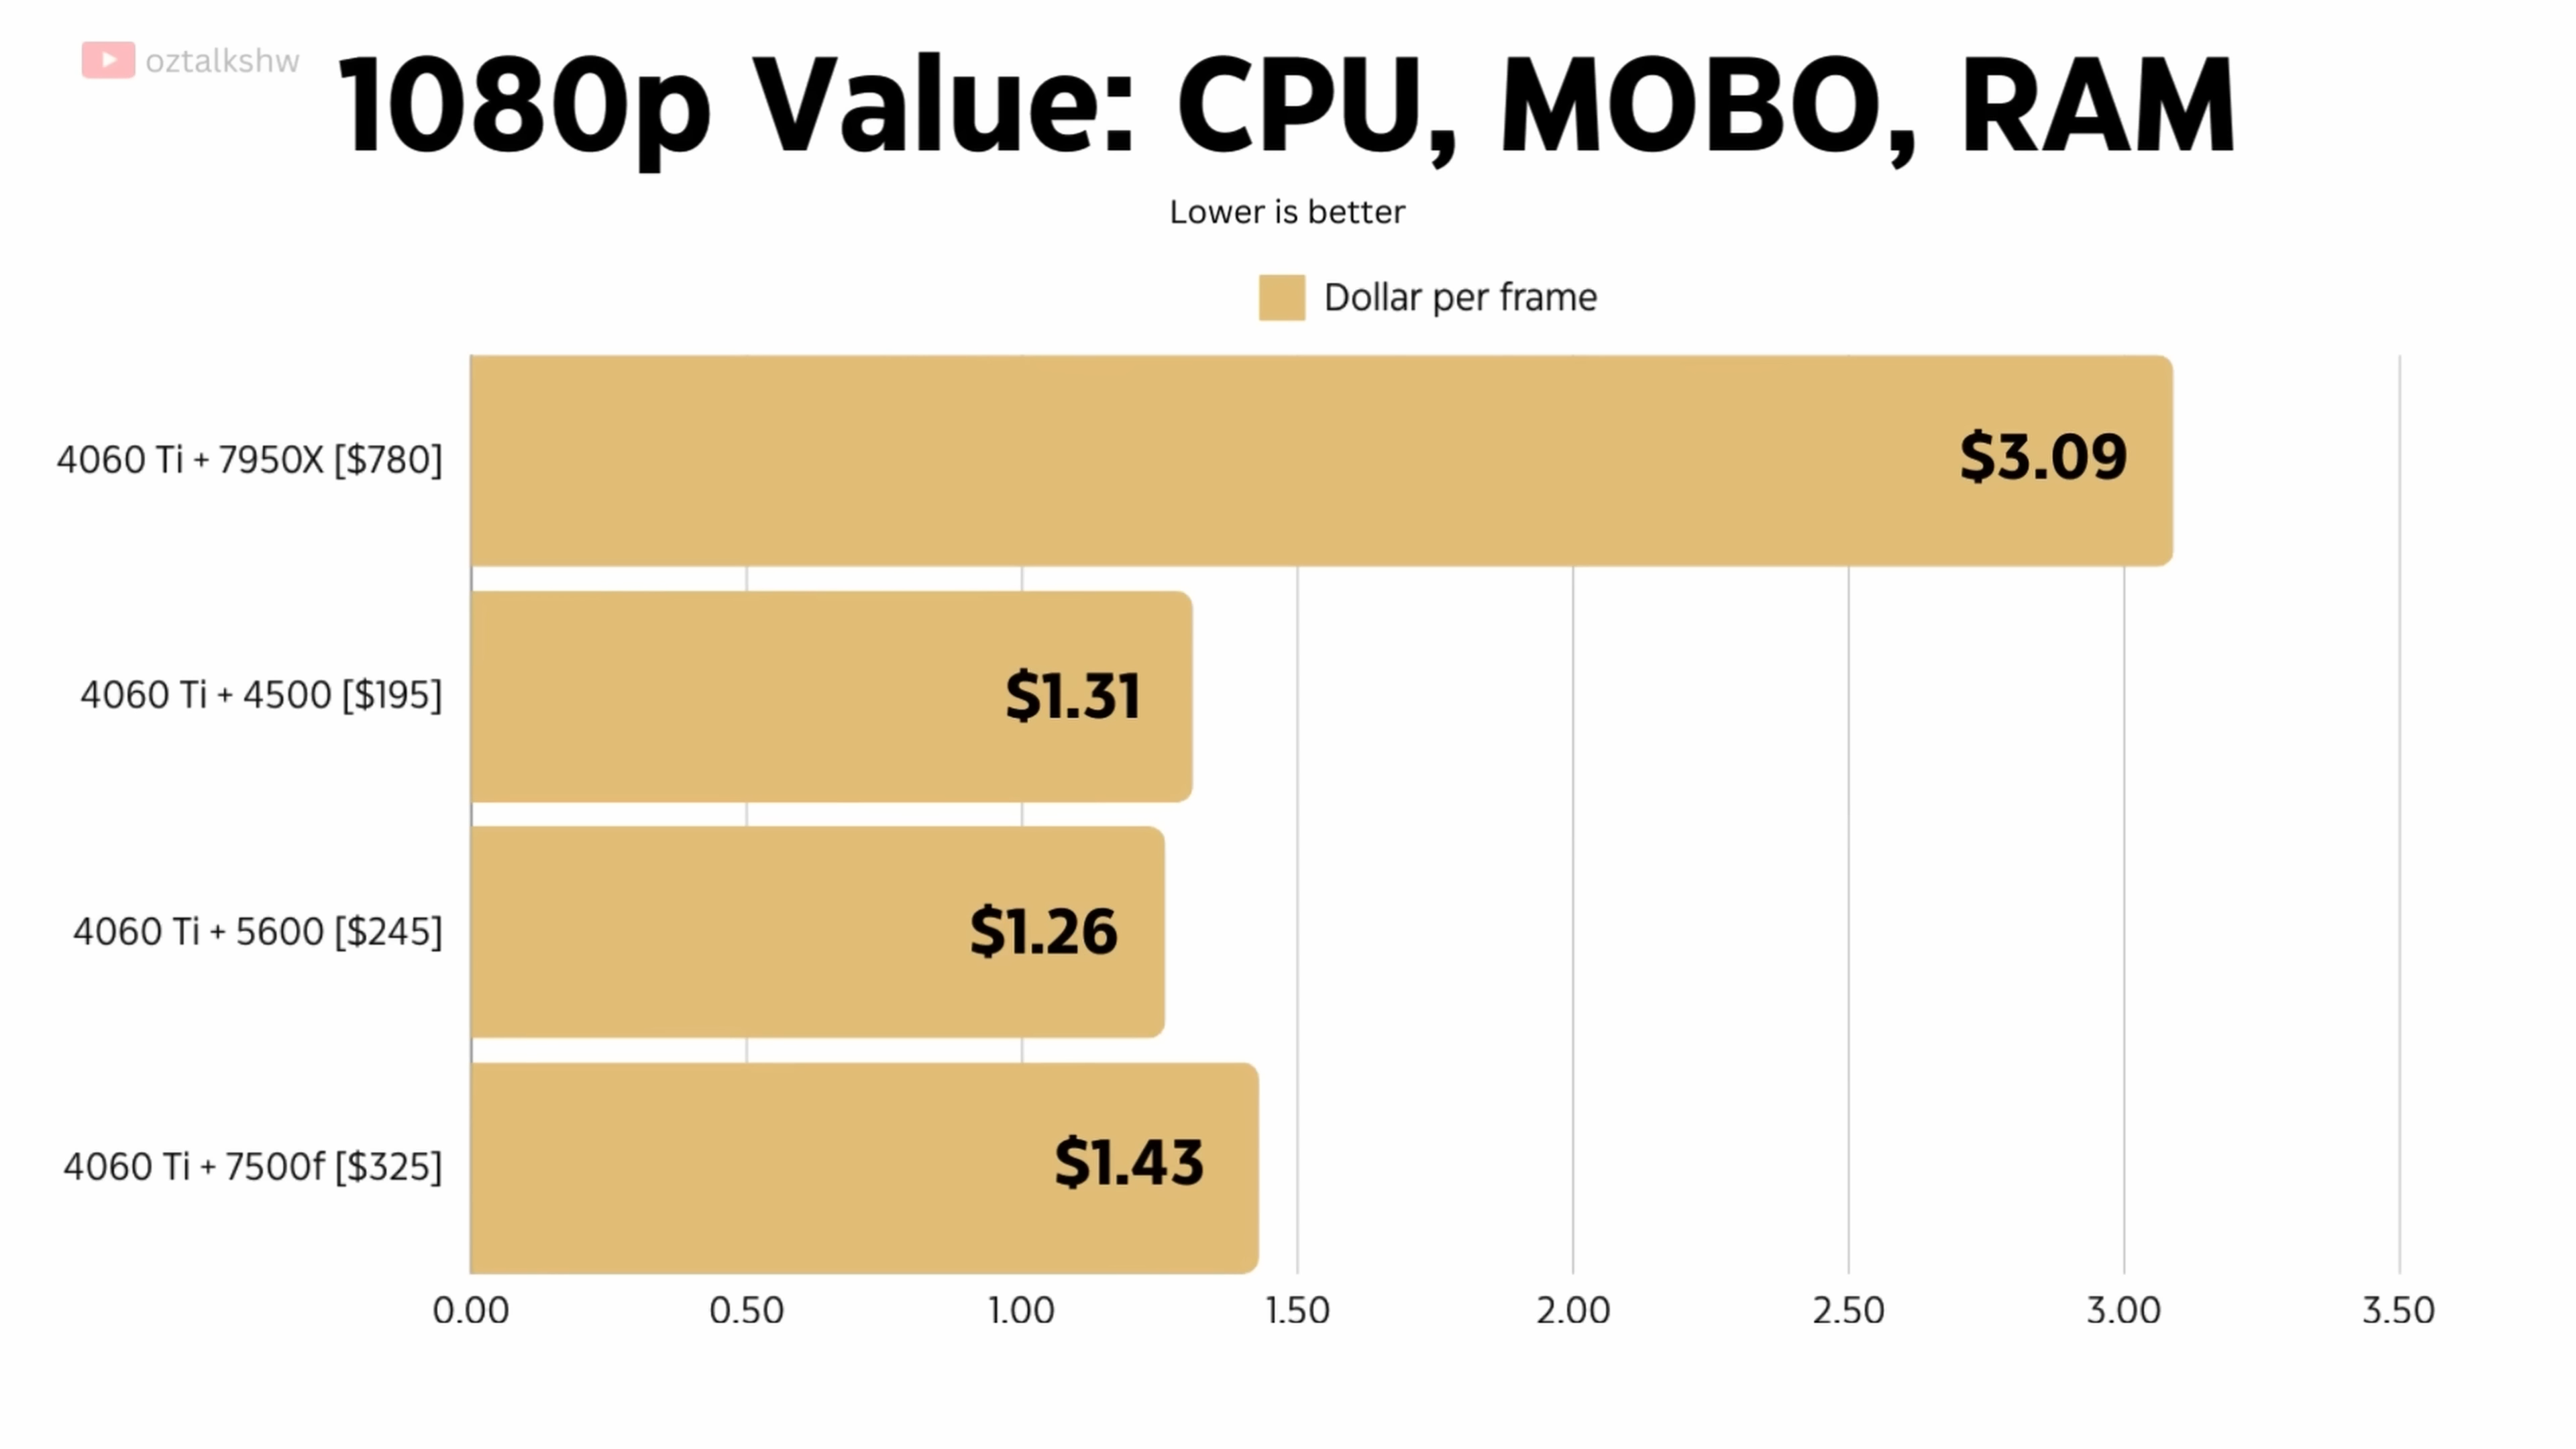 oztalkshw
1080p Value: CPU, MOBO, RAM
Lower is better
Dollar per frame
4060 Ti + 7950X [$780]
$3.09
4060 Ti + 4500 [$195]
$1.31
4060 Ti + 5600 [$245]
$1.26
4060 Ti + 7500f [$325]
$1.43
0.00 0.50 1.00 1.50 2.00 2.50 3.00 3.50